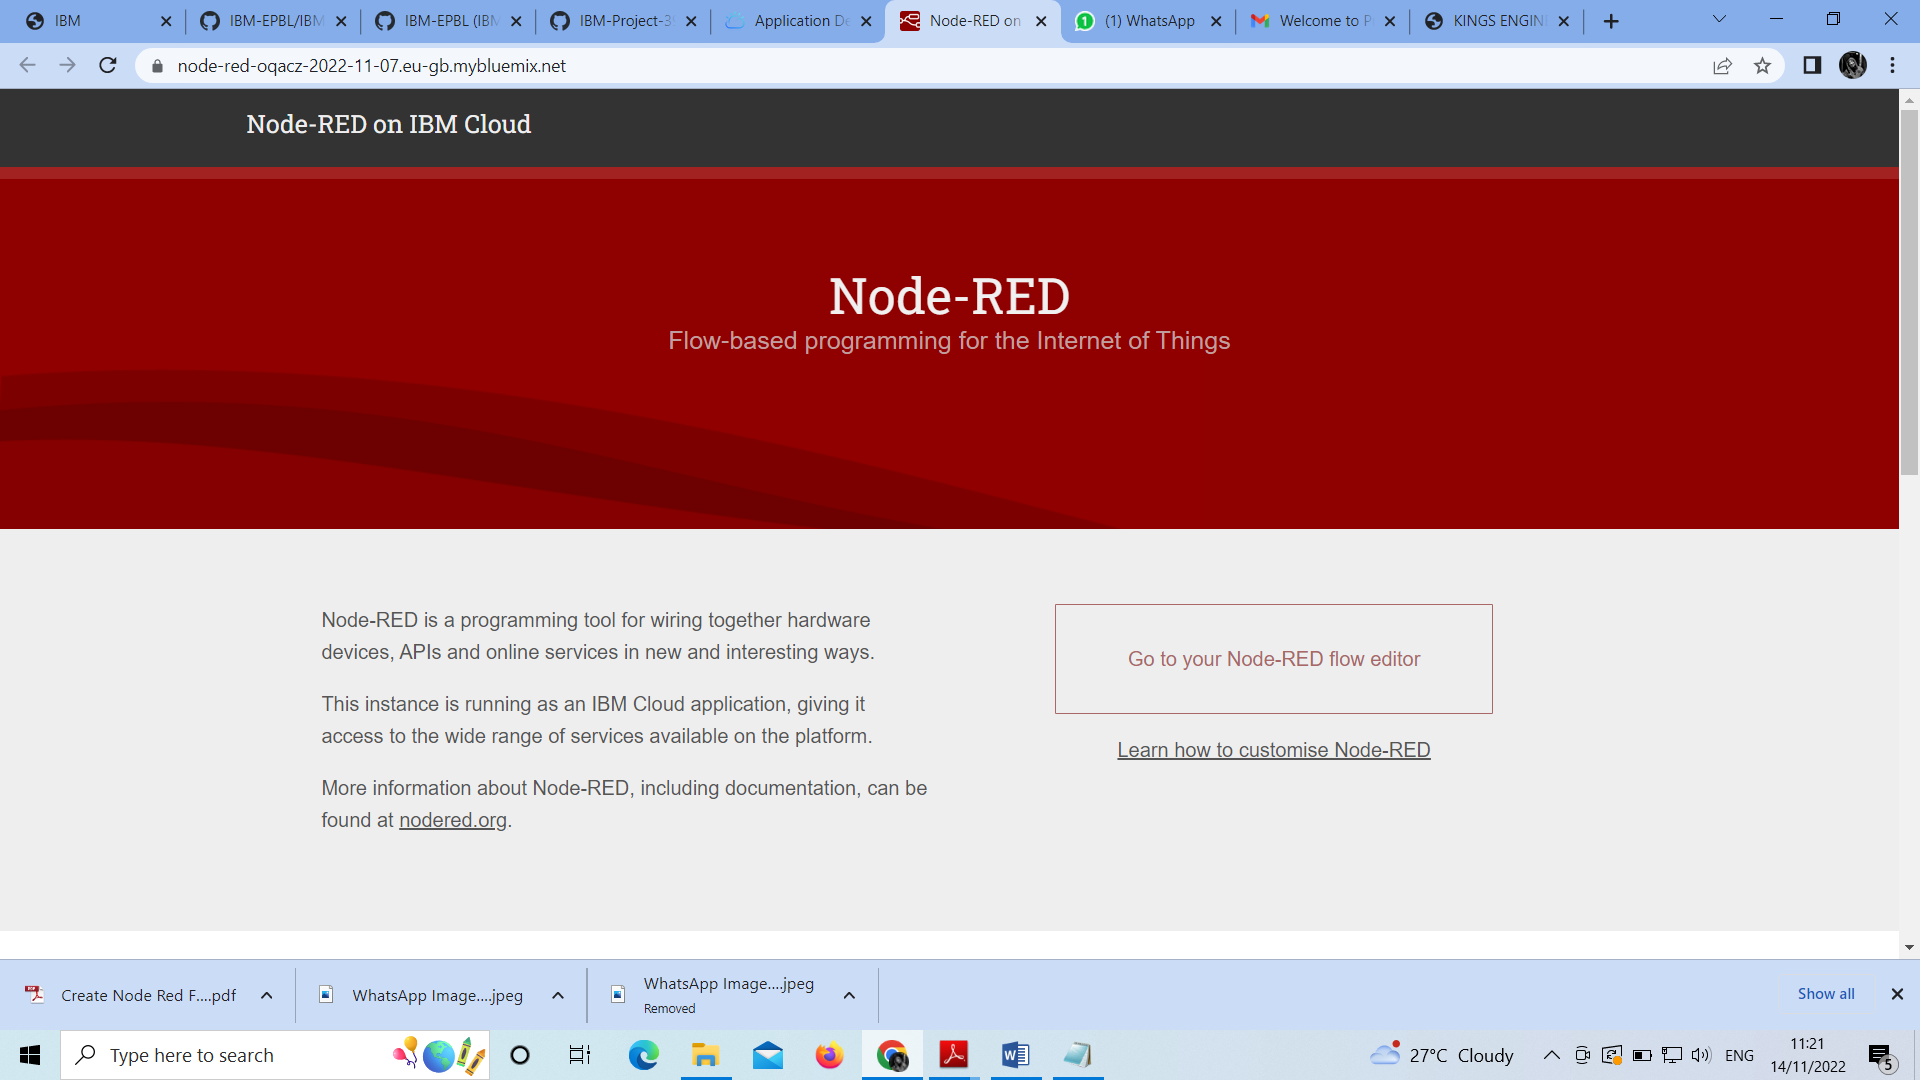 IBM
IBM-EPBL/IBM
IBM-EPBL (IBM
IBM-Project-3
Application De
Node-RED on
(1) WhatsApp
Welcome to P
KINGS ENGIN
node-red-oqacz-2022-11-07.eu-gb.mybluemix.net
Node-RED on IBM Cloud
Node-RED
Flow-based programming for the Internet of Things
Node-RED is a programming tool for wiring together hardware
devices, APIs and online services in new and interesting ways.
This instance is running as an IBM Cloud application, giving it
access to the wide range of services available on the platform.
More information about Node-RED, including documentation, can be
found at nodered.org.
Go to your Node-RED flow editor
Learn how to customise Node-RED
Create Node Red F....pdf
WhatsApp Image....jpeg
WhatsApp Image....jpeg
Removed
Show all
Type here to search
27°C Cloudy
ENG
11:21
14/11/2022
5